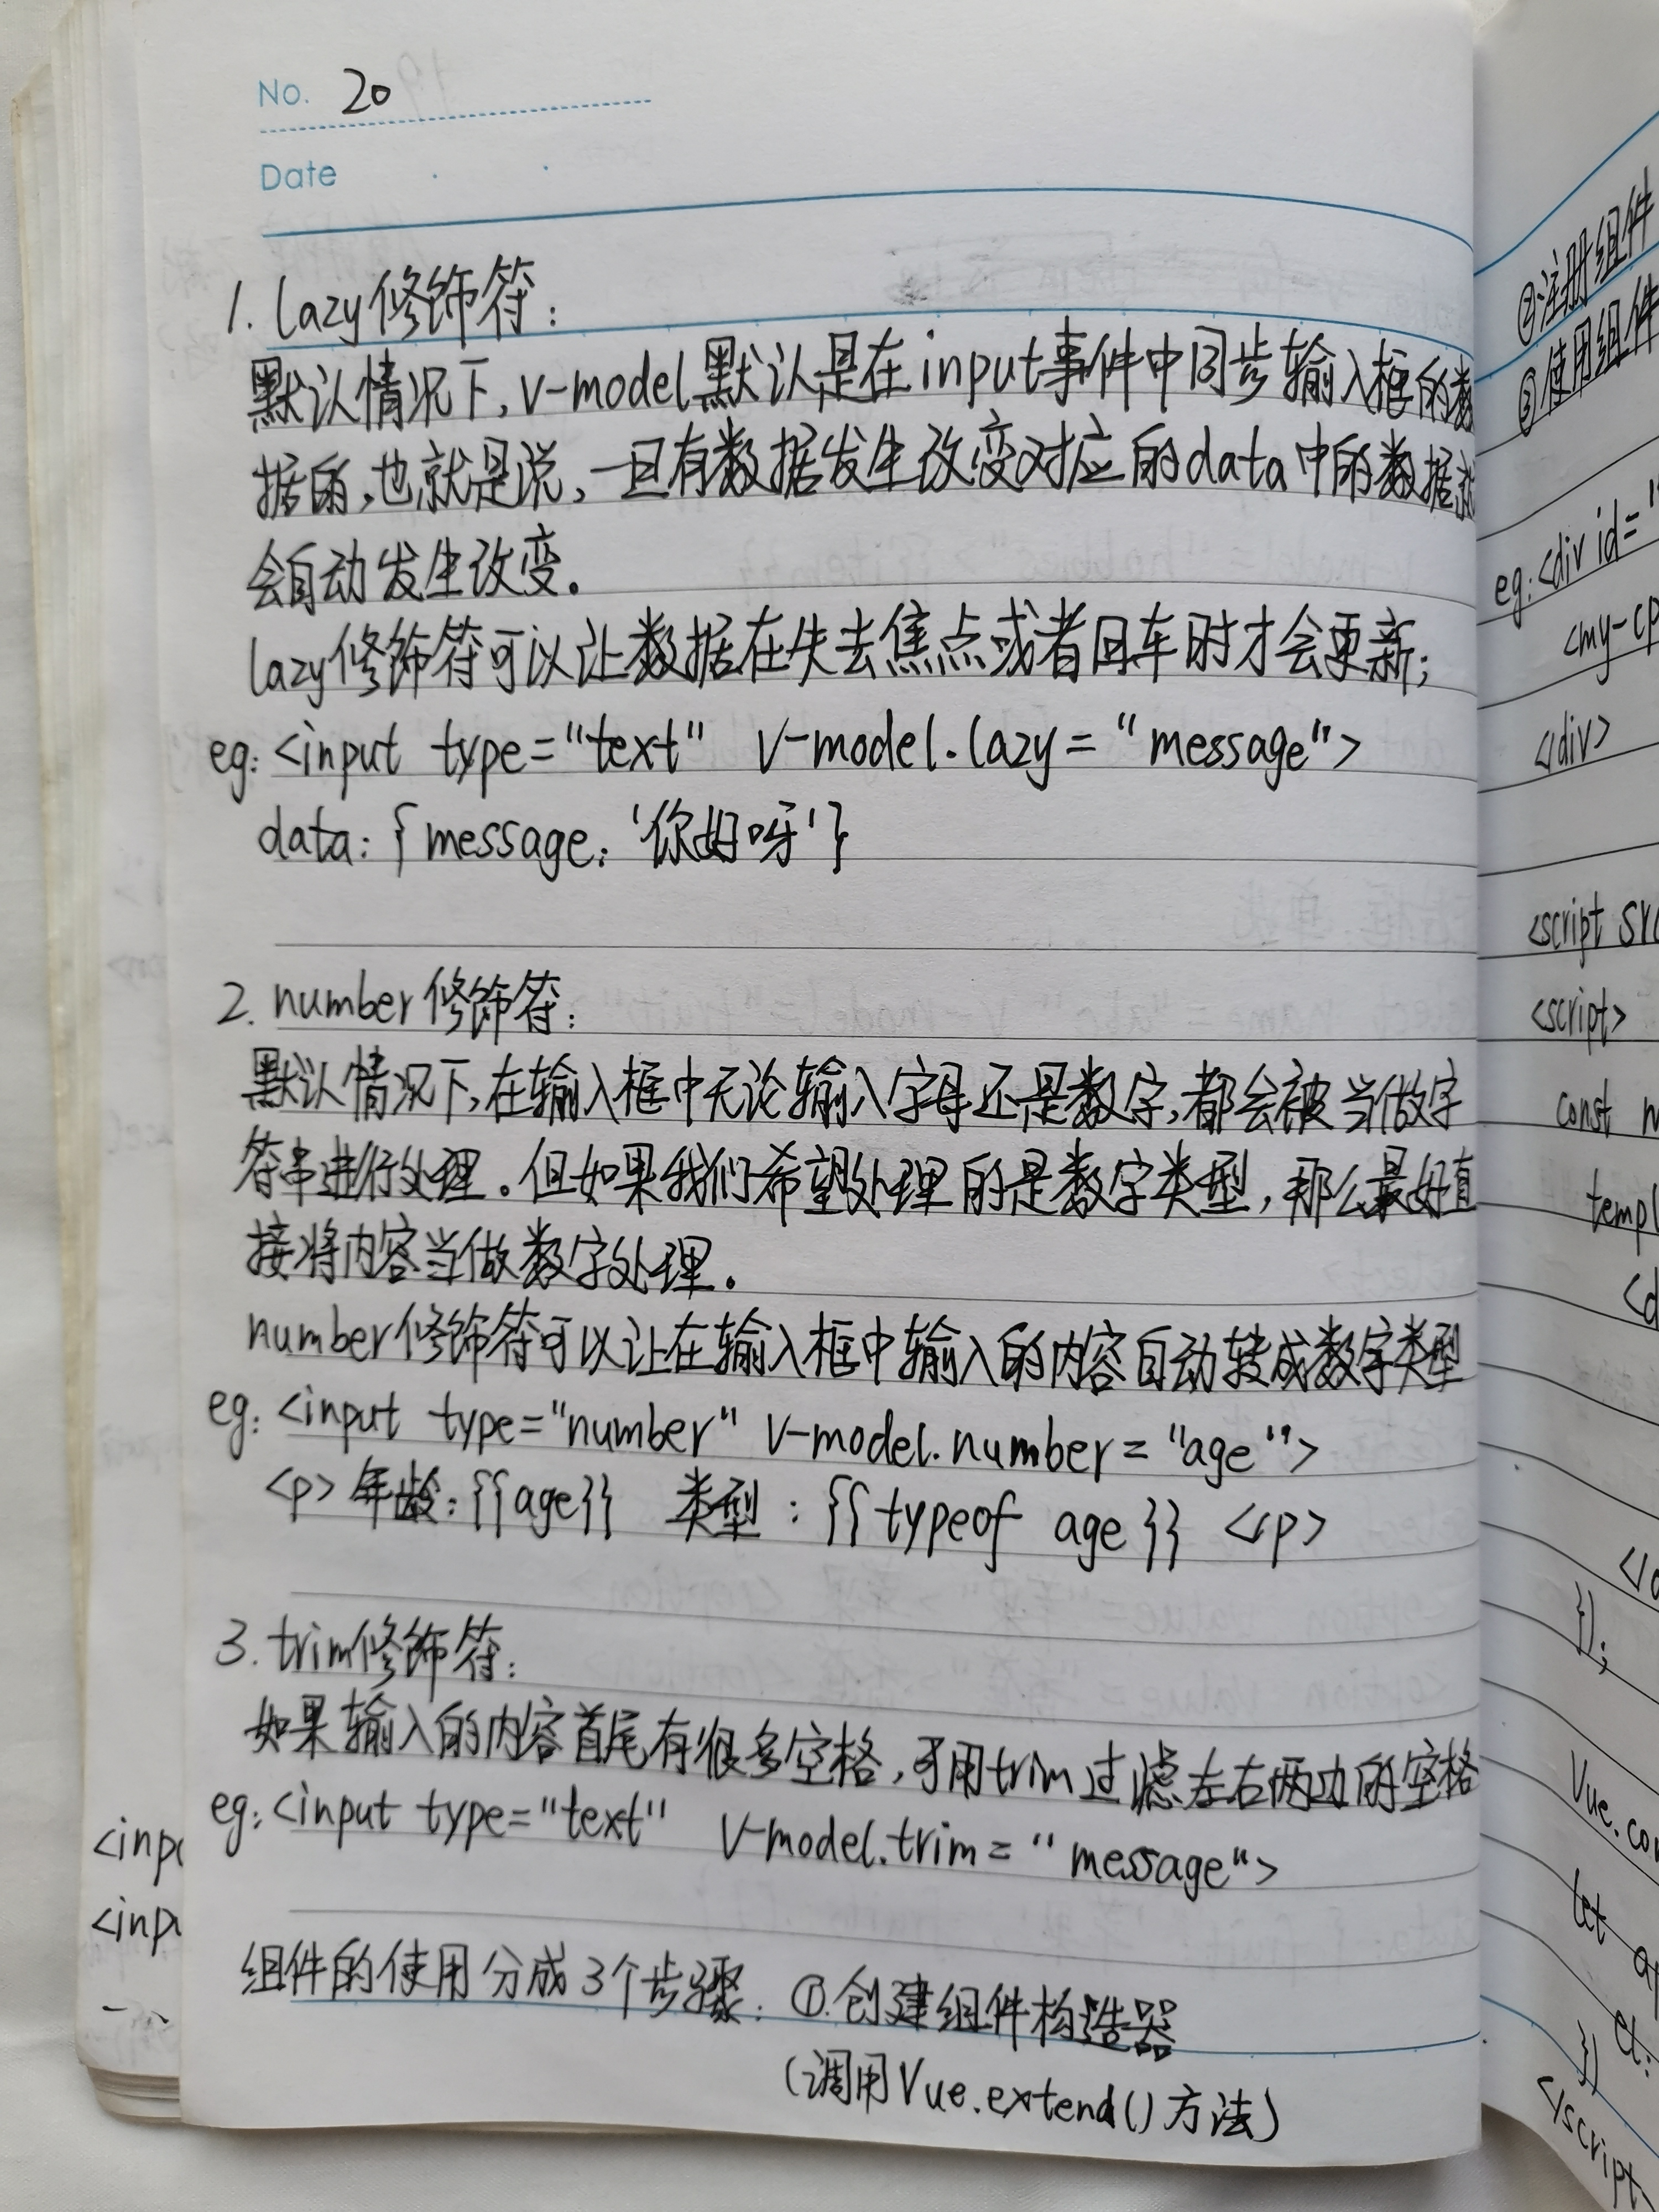 No. 20
Date
1. lazy修饰符:
默认情况下,v-model默认是在input事件中同步输入框的数
据的,也就是说,一旦有数据发生改变对应的data中的数据就
会自动发生改变。
lazy修饰符可以让数据在失去焦点或者回车时才会更新;
eg: <input type="text" v-model.lazy="message">
data: {message: '你好呀'}
2. number修饰符:
默认情况下,在输入框中无论输入字母还是数字,都会被当做字
符串进行处理。但如果我们希望处理的是数字类型,那么最好直
接将内容当做数字处理。
number修饰符可以让在输入框中输入的内容自动转成数字类型
eg: <input type="number" v-model.number="age">
<p>年龄:{{age}} 类型:{{typeof age}} </p>
3. trim修饰符:
如果输入的内容首尾有很多空格,可用trim过滤左右两边的空格
eg: <input type="text" v-model.trim="message">
组件的使用分成3个步骤: ①.创建组件构造器
(调用Vue.extend()方法)
②注册组件
③使用组件
eg: <div id="
<my-cp
</div>
<script src
<script>
const m
templ
<d
</d
});
Vue.com
let ap
el:
})
</script>
<inp
<inp